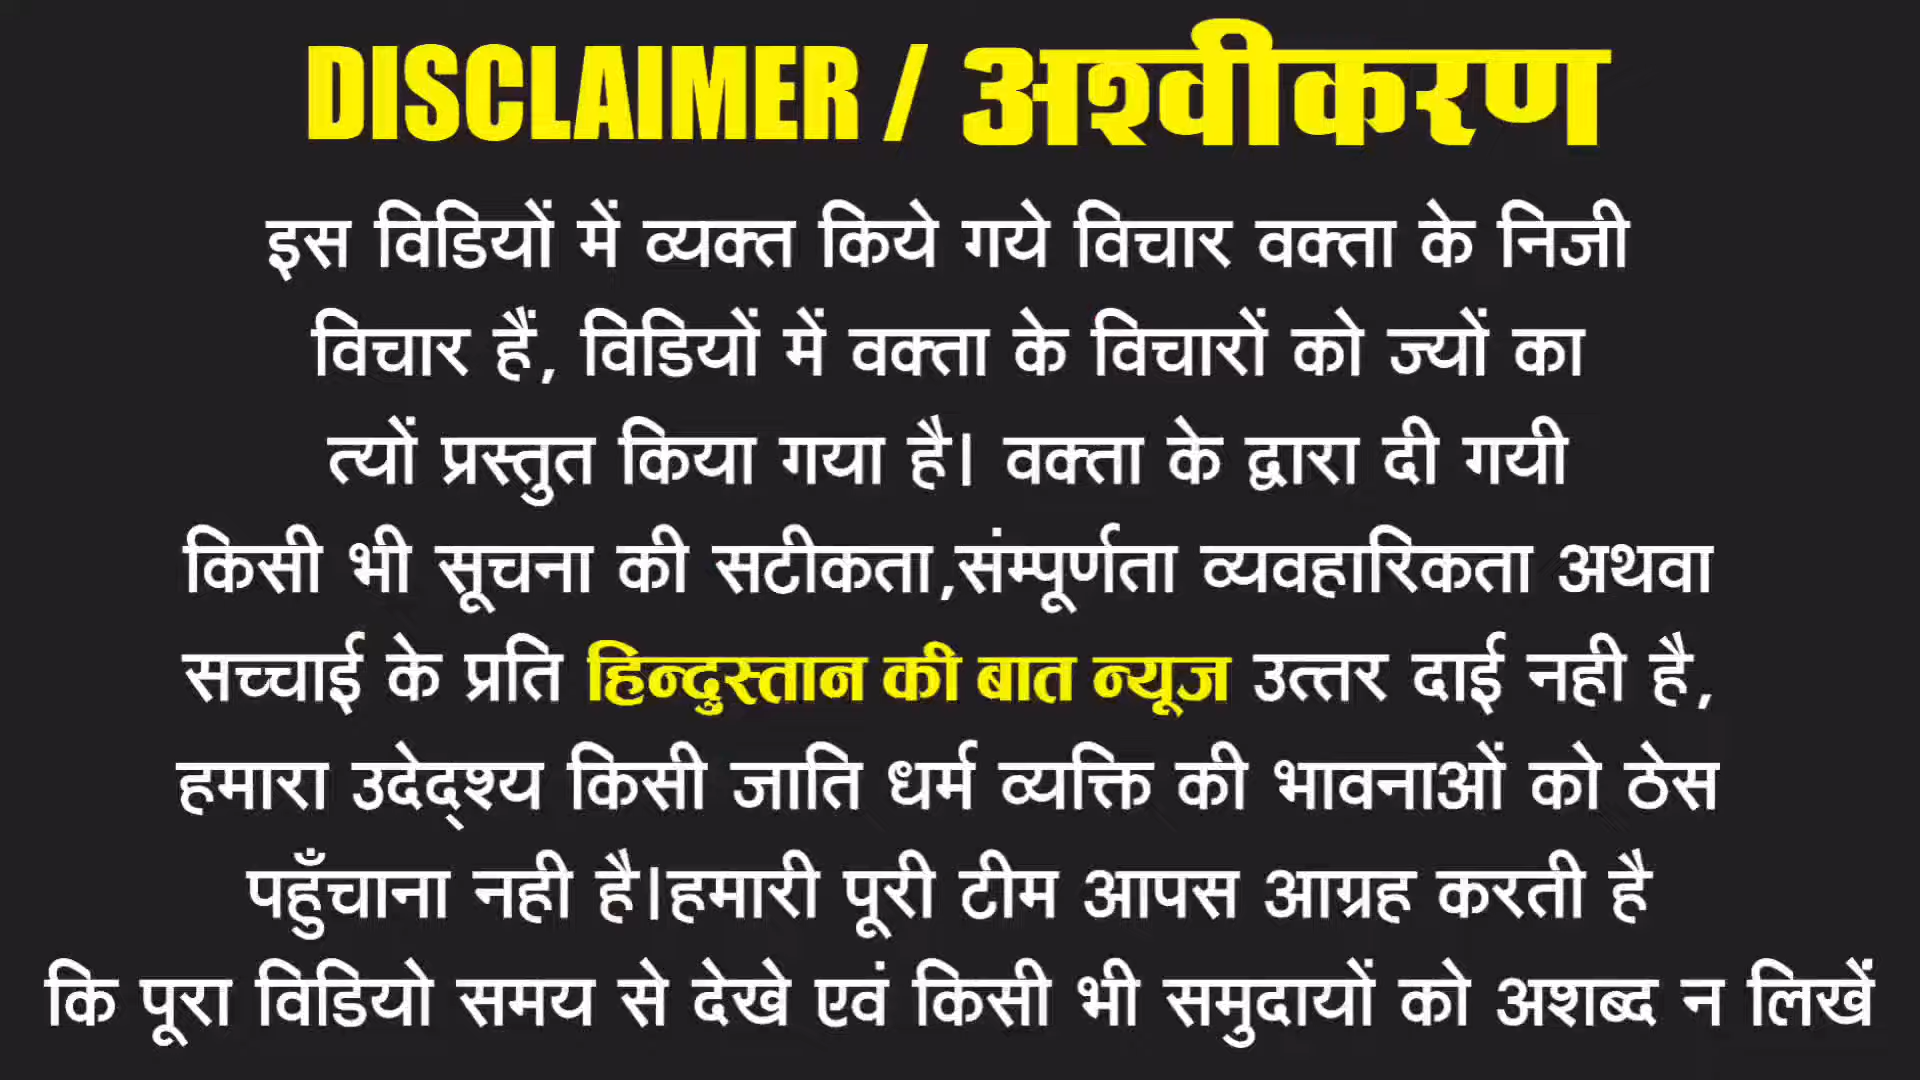 DISCLAIMER / अश्वीकरण
इस विडियों में व्यक्त किये गये विचार वक्ता के निजी
विचार हैं, विडियों में वक्ता के विचारों को ज्यों का
त्यों प्रस्तुत किया गया है। वक्ता के द्वारा दी गयी
किसी भी सूचना की सटीकता,संम्पूर्णता व्यवहारिकता अथवा
सच्चाई के प्रति हिन्दुस्तान की बात न्यूज उत्तर दाई नही है,
हमारा उदेद्श्य किसी जाति धर्म व्यक्ति की भावनाओं को ठेस
पहुँचाना नही है।हमारी पूरी टीम आपस आग्रह करती है
कि पूरा विडियो समय से देखे एवं किसी भी समुदायों को अशब्द न लिखें